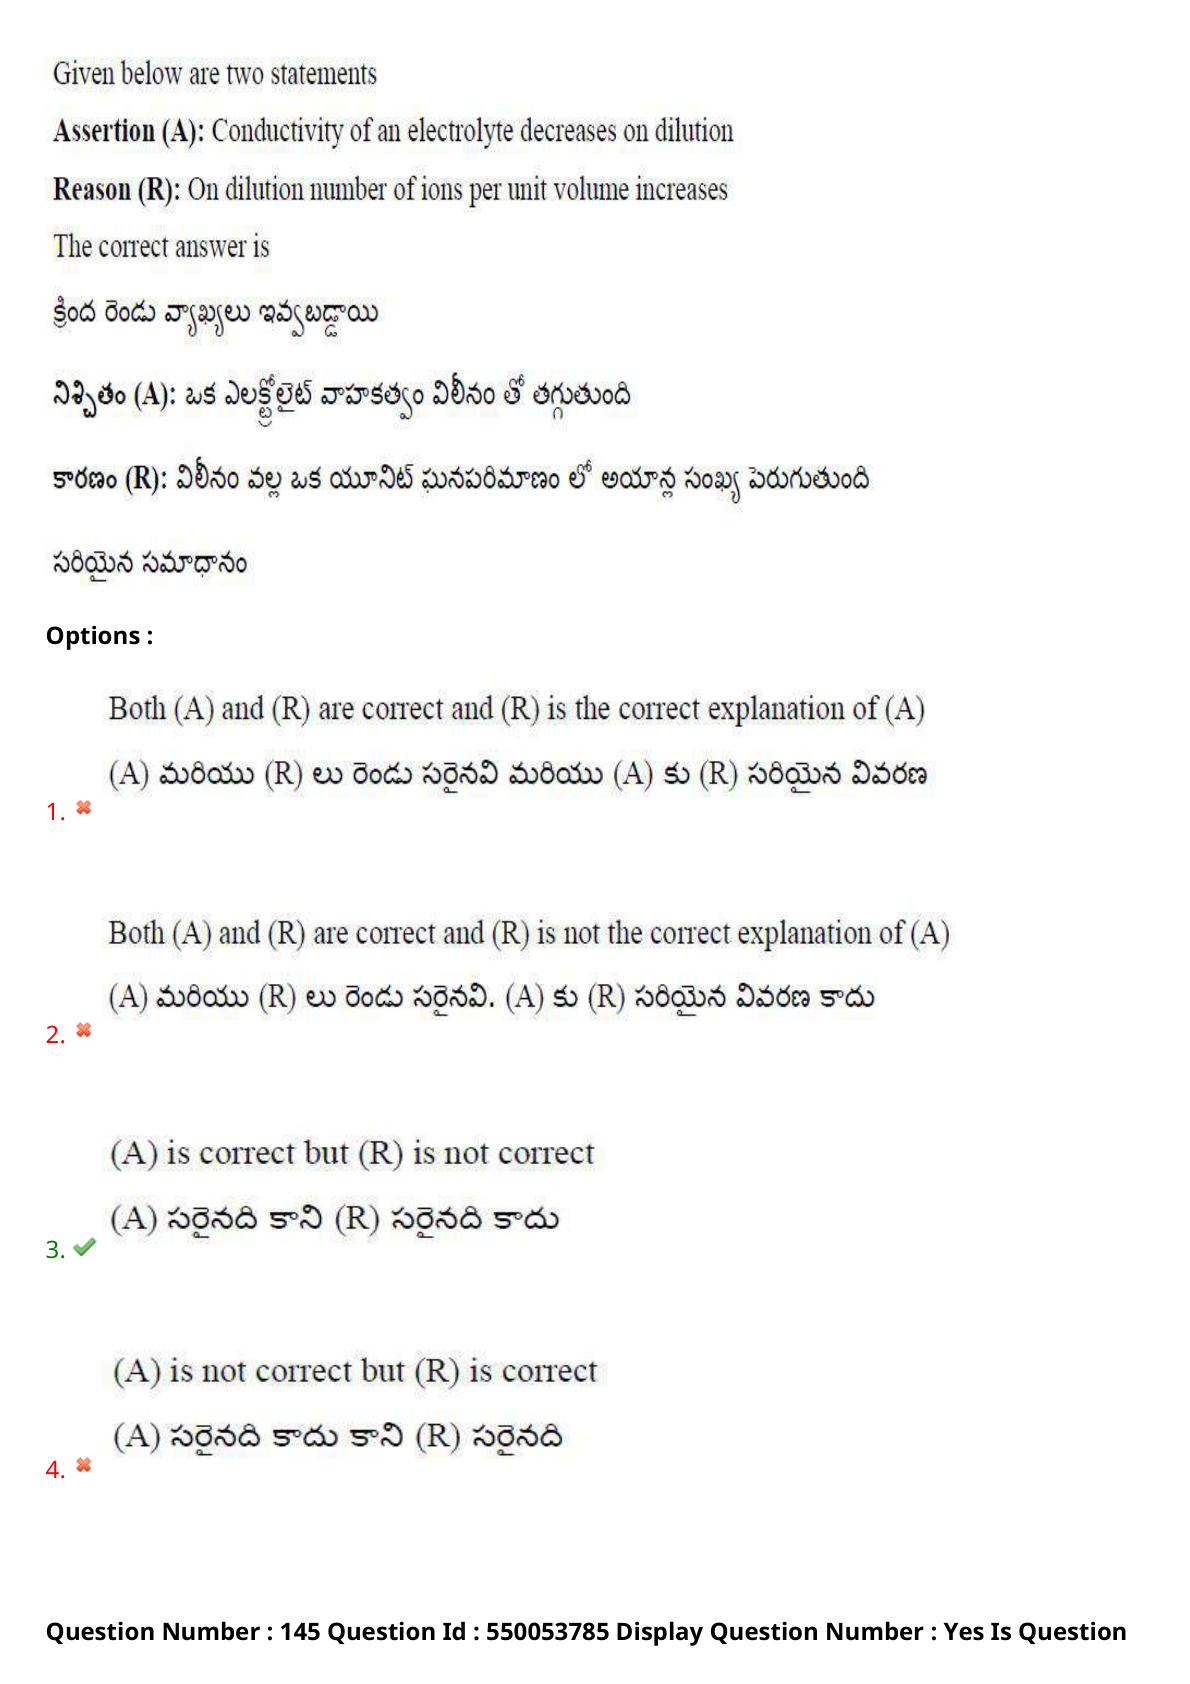 Given below are two statements
Assertion (A): Conductivity of an electrolyte decreases on dilution
Reason (R): On dilution number of ions per unit volume increases
The correct answer is
క్రింద రెండు వ్యాఖ్యలు ఇవ్వబడ్డాయి
నిశ్చితం (A): ఒక ఎలక్ట్రోలైట్ వాహకత్వం విలీనం తో తగ్గుతుంది
కారణం (R): విలీనం వల్ల ఒక యూనిట్ ఘనపరిమాణం లో అయాన్ల సంఖ్య పెరుగుతుంది
సరియైన సమాధానం
Options :
Both (A) and (R) are correct and (R) is the correct explanation of (A)
(A) మరియు (R) లు రెండు సరైనవి మరియు (A) కు (R) సరియైన వివరణ
1.
Both (A) and (R) are correct and (R) is not the correct explanation of (A)
(A) మరియు (R) లు రెండు సరైనవి. (A) కు (R) సరియైన వివరణ కాదు
2.
(A) is correct but (R) is not correct
(A) సరైనది కాని (R) సరైనది కాదు
3.
(A) is not correct but (R) is correct
(A) సరైనది కాదు కాని (R) సరైనది
4.
Question Number : 145 Question Id : 550053785 Display Question Number : Yes Is Question